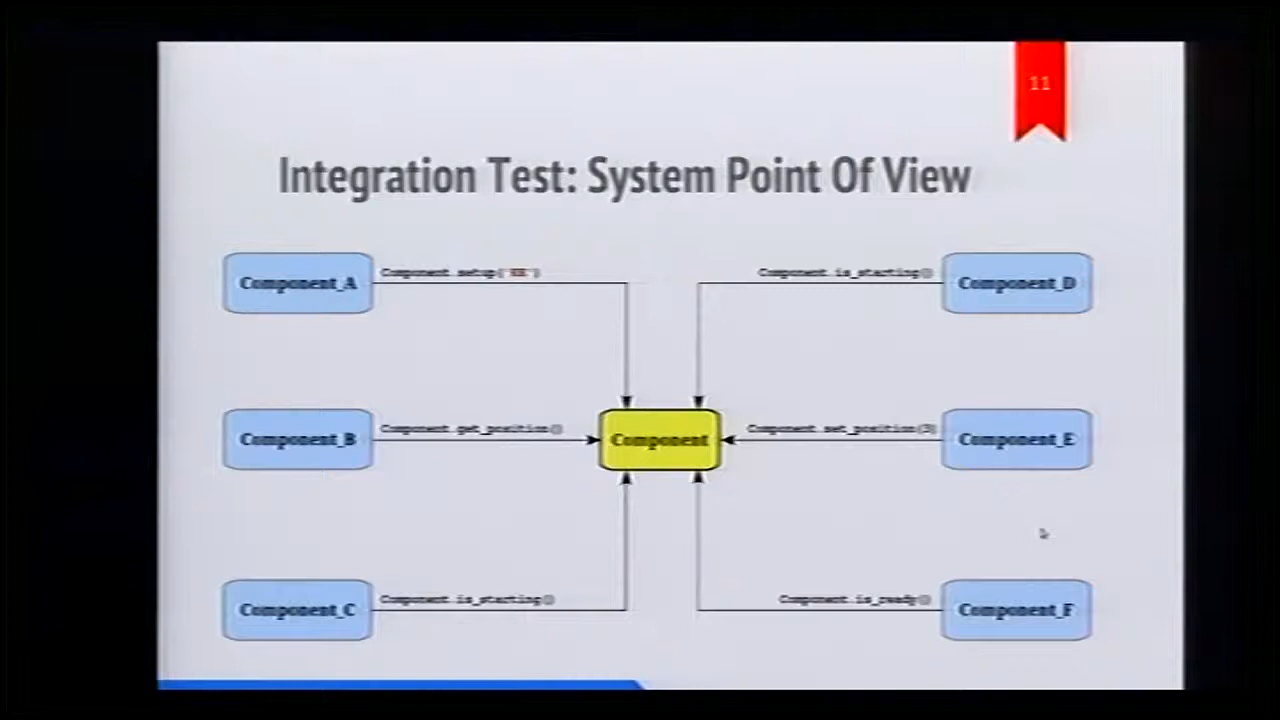 11
Integration Test: System Point Of View
Component_A
Component.setup('KK')
Component.is_starting()
Component_D
Component_B
Component.get_position()
Component
Component.set_position(3)
Component_E
Component_C
Component.is_starting()
Component.is_ready()
Component_F